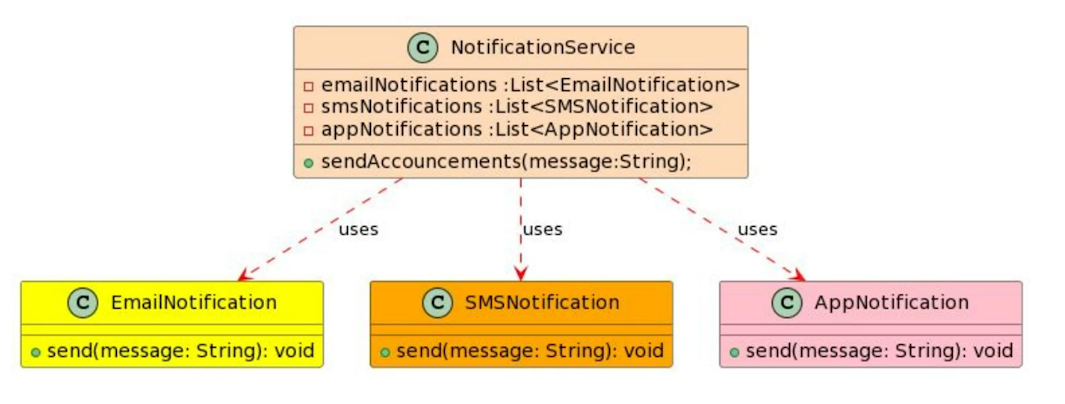 C NotificationService
emailNotifications :List<EmailNotification>
smsNotifications :List<SMSNotification>
appNotifications :List<AppNotification>
sendAccouncements(message:String);
uses
uses
uses
C EmailNotification
send(message: String): void
C SMSNotification
send(message: String): void
C AppNotification
send(message: String): void